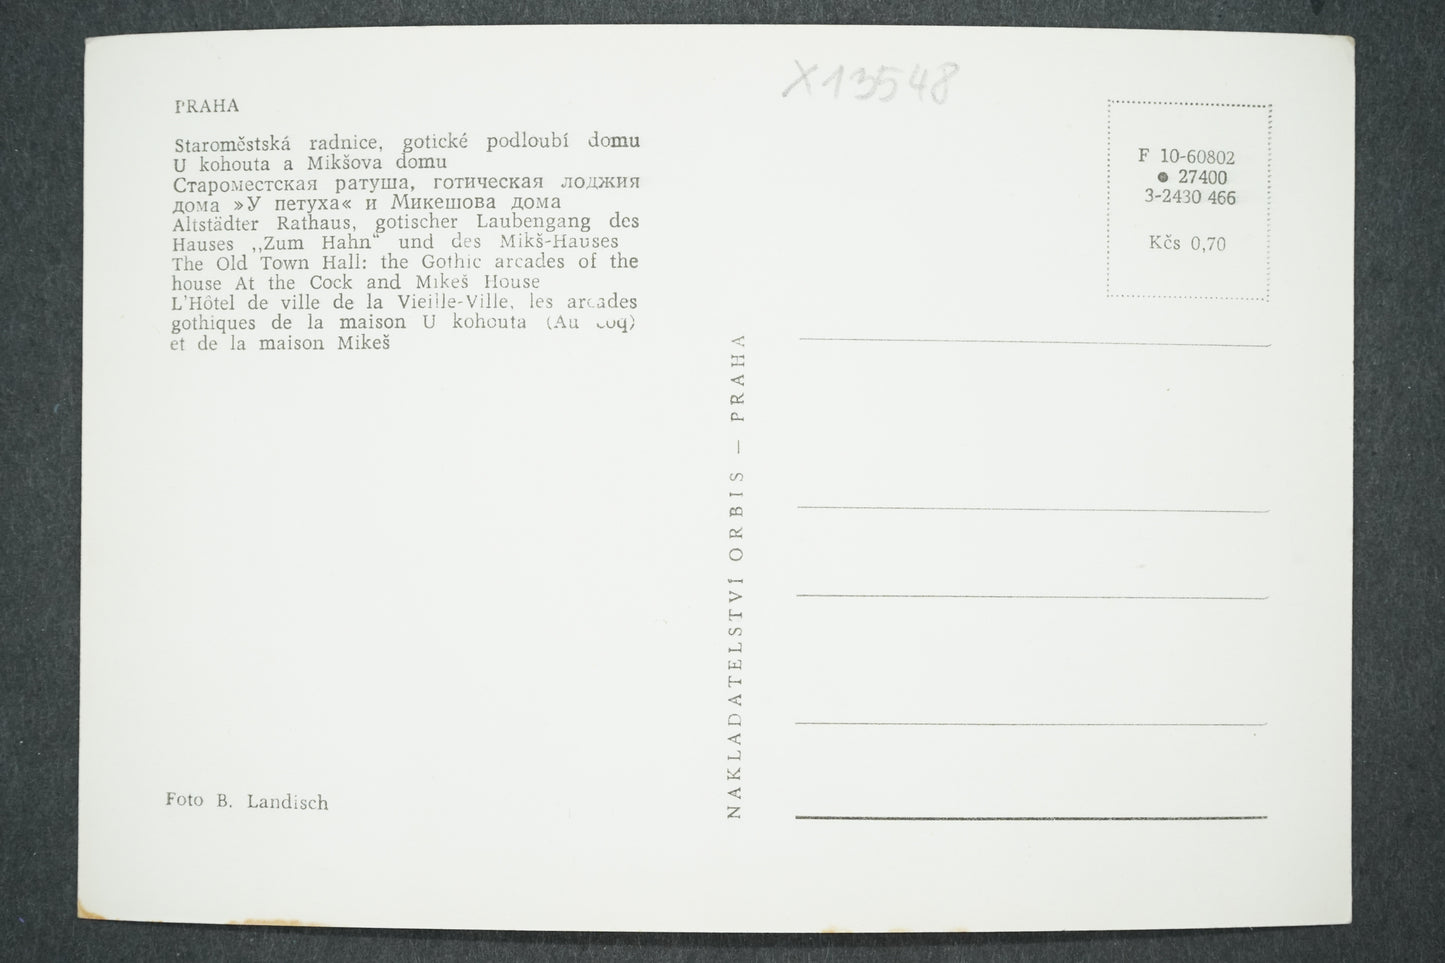 X13548
PRAHA
Staroměstská radnice, gotické podloubí domu
U kohouta a Mikšova domu
Староместская ратуша, готическая лоджия
дома »У петуха« и Микешова дома
Altstädter Rathaus, gotischer Laubengang des
Hauses ,,Zum Hahn“ und des Mikš-Hauses
The Old Town Hall: the Gothic arcades of the
house At the Cock and Mikeš House
L'Hôtel de ville de la Vieille-Ville, les arcades
gothiques de la maison U kohouta (Au coq)
et de la maison Mikeš
Foto B. Landisch
NAKLADATELSTVÍ ORBIS — PRAHA
F 10-60802
● 27400
3-2430 466
Kčs 0,70